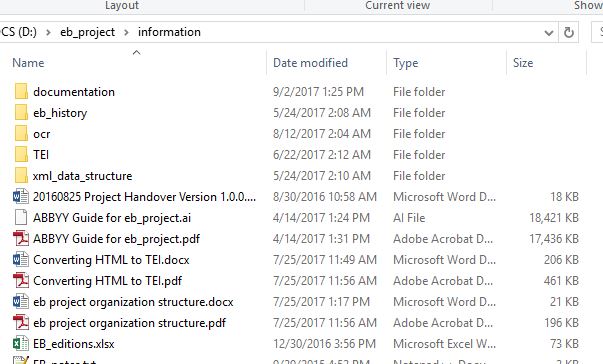 Layout Current view Show
CS (D:) eb_project information
Name Date modified Type Size
documentation 9/2/2017 1:25 PM File folder
eb_history 5/24/2017 2:08 AM File folder
ocr 8/12/2017 2:04 AM File folder
TEI 6/22/2017 2:12 AM File folder
xml_data_structure 5/24/2017 2:10 AM File folder
20160825 Project Handover Version 1.0.0.... 8/30/2016 10:58 AM Microsoft Word D... 18 KB
ABBYY Guide for eb_project.ai 4/14/2017 1:24 PM AI File 18,421 KB
ABBYY Guide for eb_project.pdf 4/14/2017 1:31 PM Adobe Acrobat D... 17,436 KB
Converting HTML to TEI.docx 7/25/2017 11:49 AM Microsoft Word D... 206 KB
Converting HTML to TEI.pdf 7/25/2017 11:56 AM Adobe Acrobat D... 461 KB
eb project organization structure.docx 7/25/2017 1:17 PM Microsoft Word D... 21 KB
eb project organization structure.pdf 7/25/2017 11:56 AM Adobe Acrobat D... 196 KB
EB_editions.xlsx 12/30/2016 3:56 PM Microsoft Excel W... 73 KB